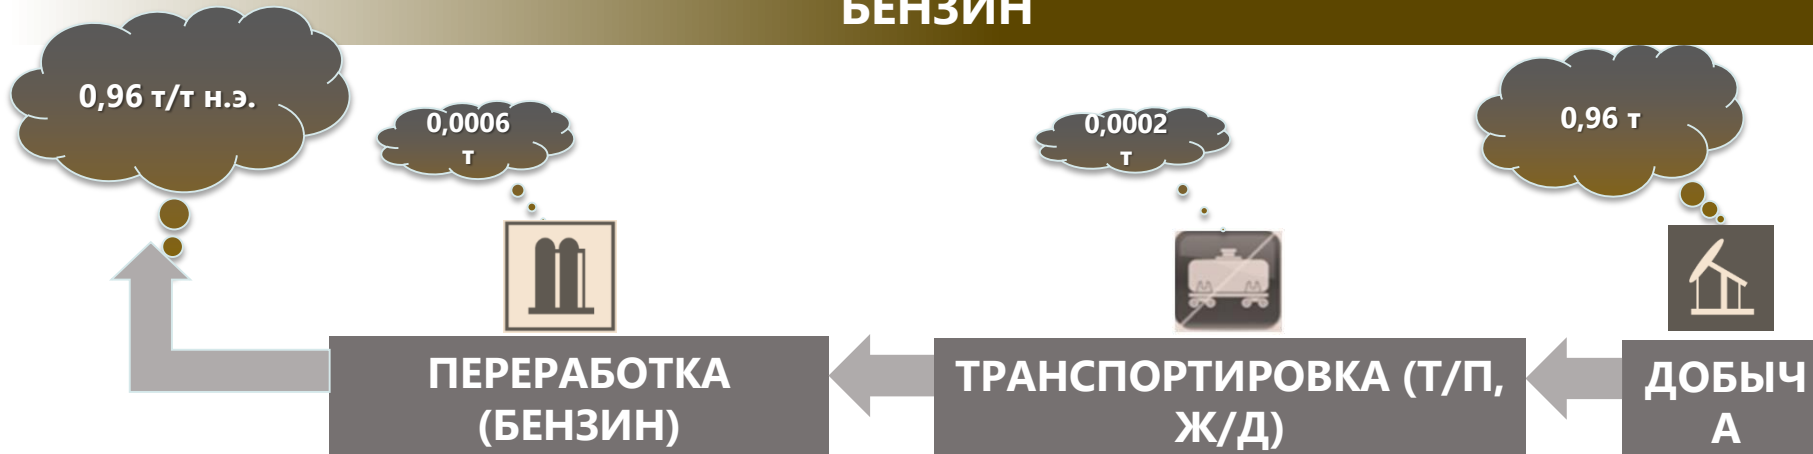 БЕНЗИН
0,96 т/т н.э.
0,0006
т
0,0002
т
0,96 т
ПЕРЕРАБОТКА
(БЕНЗИН)
ТРАНСПОРТИРОВКА (Т/П,
Ж/Д)
ДОБЫЧ
А